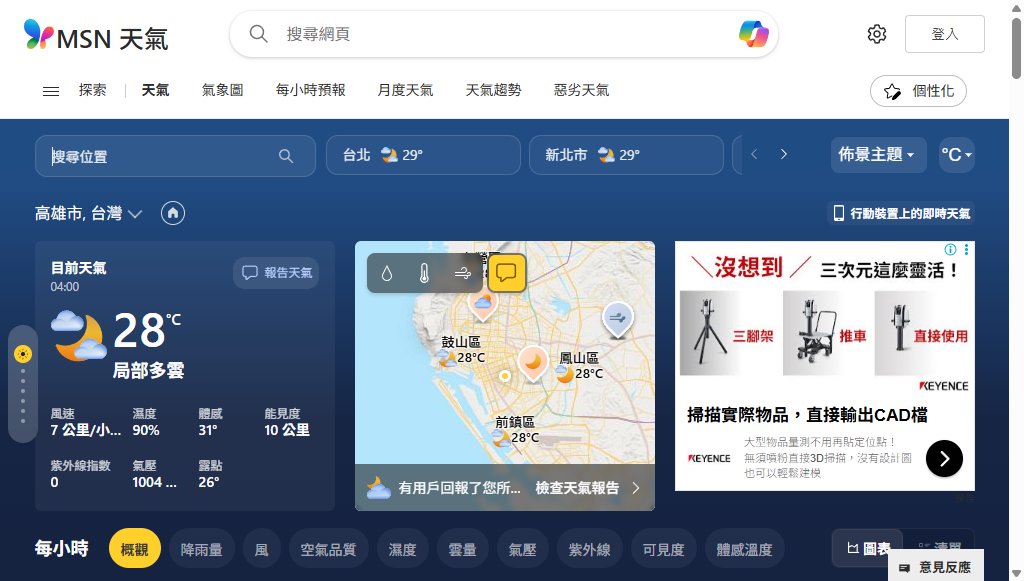 MSN 天氣
搜尋網頁
登入
探索
天氣
氣象圖
每小時預報
月度天氣
天氣趨勢
惡劣天氣
個性化
搜尋位置
台北 29°
新北市 29°
佈景主題
°C
高雄市, 台灣
行動裝置上的即時天氣
目前天氣
04:00
報告天氣
28°C
局部多雲
風速
7 公里/小...
濕度
90%
體感
31°
能見度
10 公里
紫外線指數
0
氣壓
1004 ...
露點
26°
鼓山區
28°C
鳳山區
28°C
前鎮區
28°C
有用戶回報了您所...
檢查天氣報告
沒想到
三次元這麼靈活！
三腳架
推車
直接使用
KEYENCE
掃描實際物品，直接輸出CAD檔
KEYENCE
大型物品量測不用再貼定位點！
無須噴粉直接3D掃描，沒有設計圖
也可以輕鬆建模
每小時
概觀
降雨量
風
空氣品質
濕度
雲量
氣壓
紫外線
可見度
體感溫度
圖表
意見反應